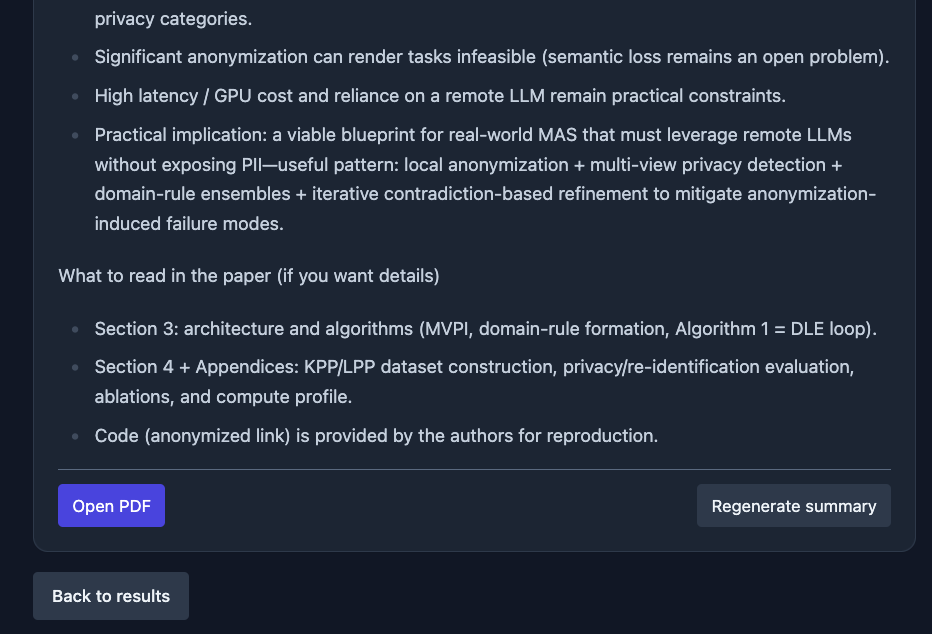 privacy categories.
Significant anonymization can render tasks infeasible (semantic loss remains an open problem).
High latency / GPU cost and reliance on a remote LLM remain practical constraints.
Practical implication: a viable blueprint for real-world MAS that must leverage remote LLMs
without exposing PII—useful pattern: local anonymization + multi-view privacy detection +
domain-rule ensembles + iterative contradiction-based refinement to mitigate anonymization-
induced failure modes.
What to read in the paper (if you want details)
Section 3: architecture and algorithms (MVPI, domain-rule formation, Algorithm 1 = DLE loop).
Section 4 + Appendices: KPP/LPP dataset construction, privacy/re-identification evaluation,
ablations, and compute profile.
Code (anonymized link) is provided by the authors for reproduction.
Open PDF
Regenerate summary
Back to results